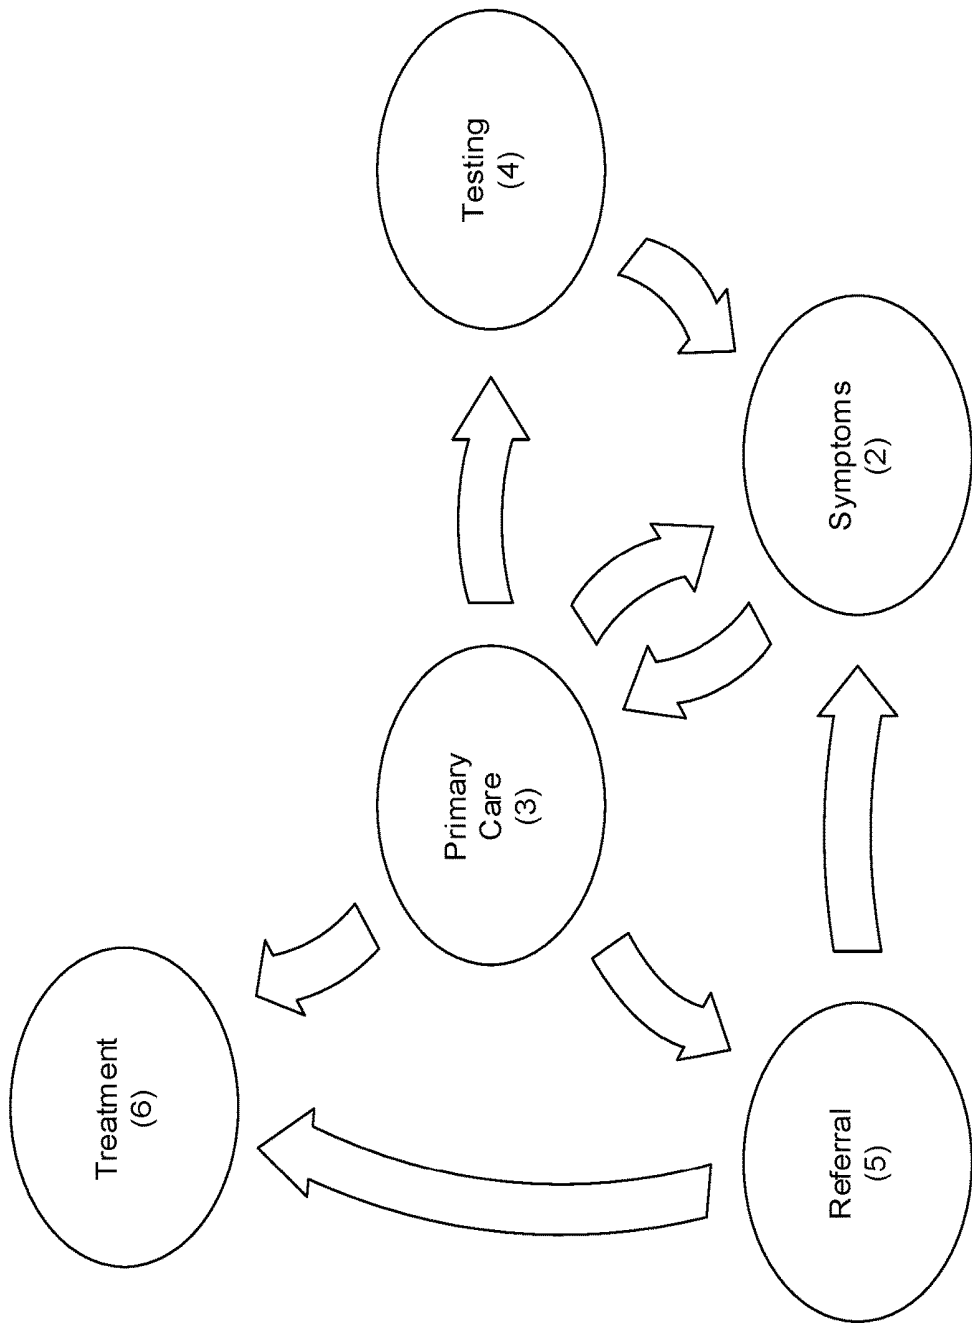 Treatment
(6)
Primary
Care
(3)
Testing
(4)
Referral
(5)
Symptoms
(2)